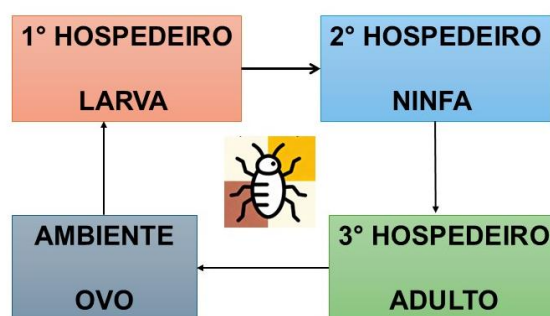 1° HOSPEDEIRO
LARVA
2° HOSPEDEIRO
NINFA
AMBIENTE
OVO
3° HOSPEDEIRO
ADULTO